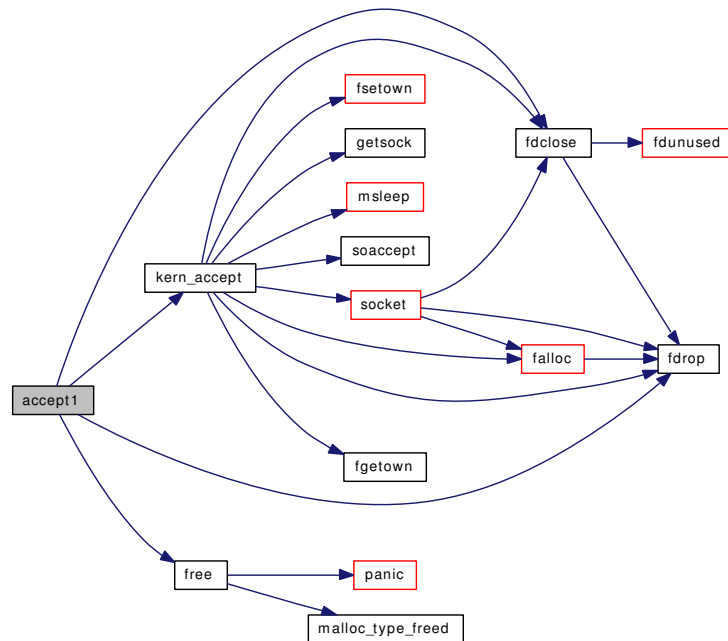 fsetown
getsock
fdclose
fdunused
msleep
soaccept
kern_accept
socket
falloc
fdrop
accept1
fgetown
free
panic
malloc_type_freed